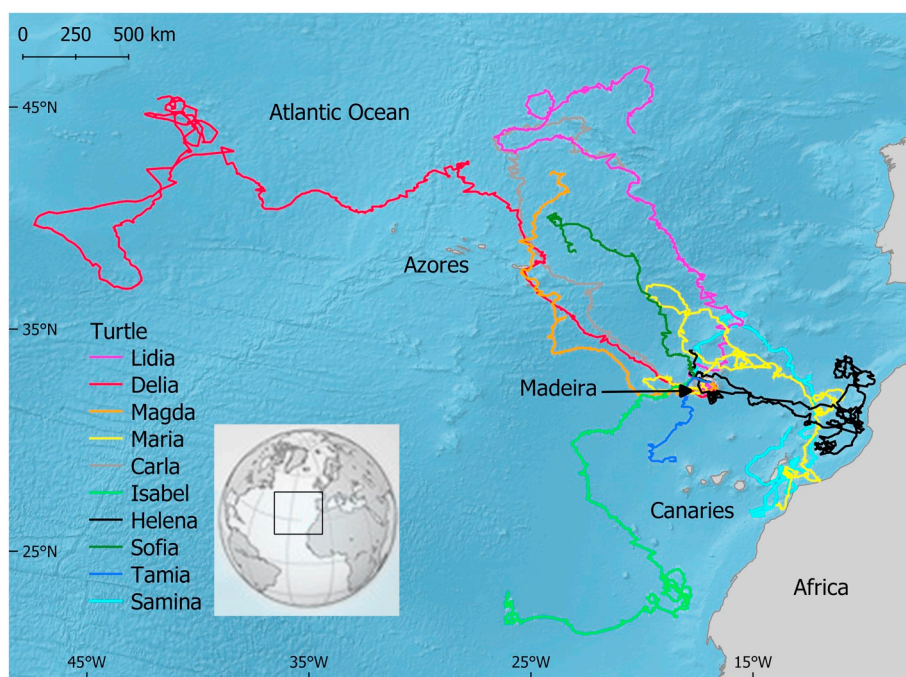 0 250 500 km
45°N
Atlantic Ocean
Azores
35°N
Turtle
Lidia
Delia
Magda
Maria
Carla
Isabel
Helena
Sofia
Tamia
Samina
Madeira
Canaries
25°N
Africa
45°W 35°W 25°W 15°W